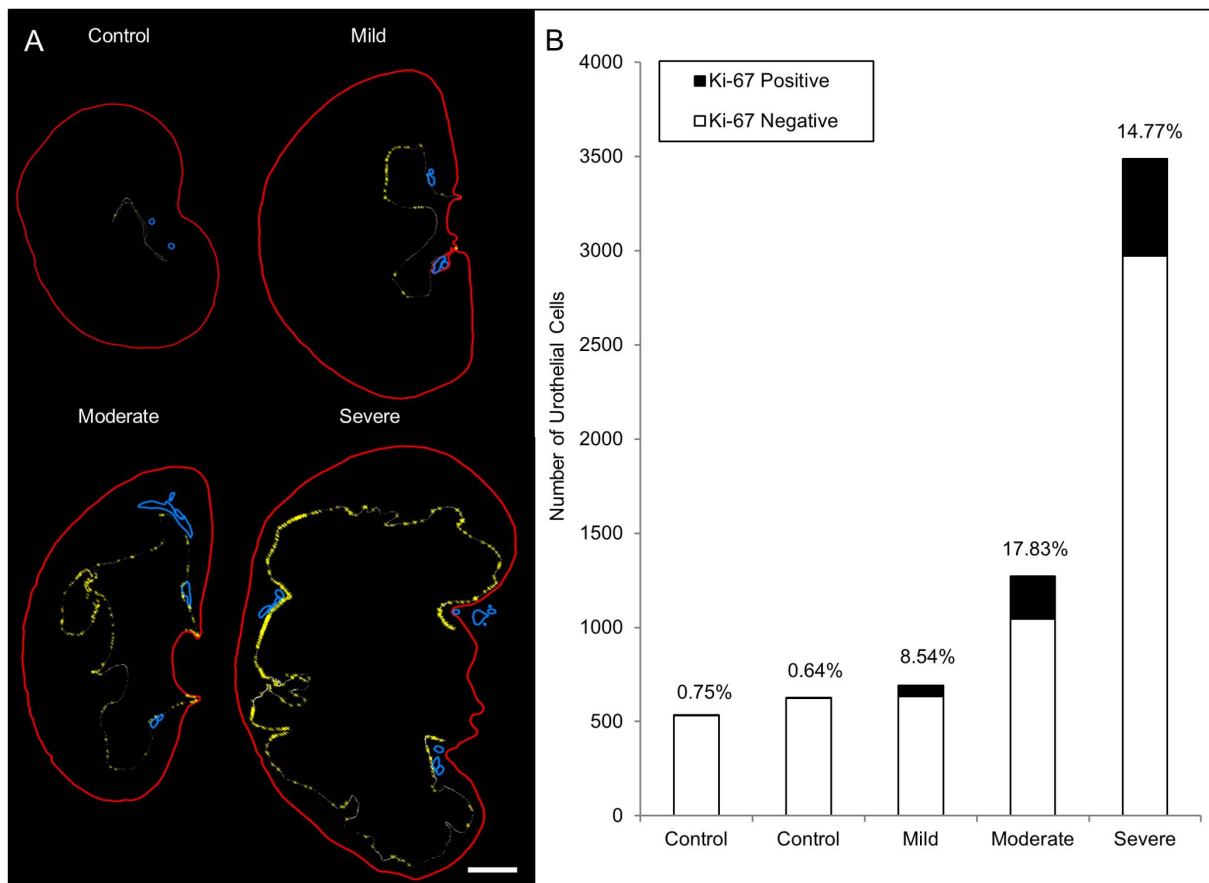 A
Control
Mild
Moderate
Severe
B
Ki-67 Positive
Ki-67 Negative
Number of Urothelial Cells
4000
3500
3000
2500
2000
1500
1000
500
0
0.75%
0.64%
8.54%
17.83%
14.77%
Control
Control
Mild
Moderate
Severe